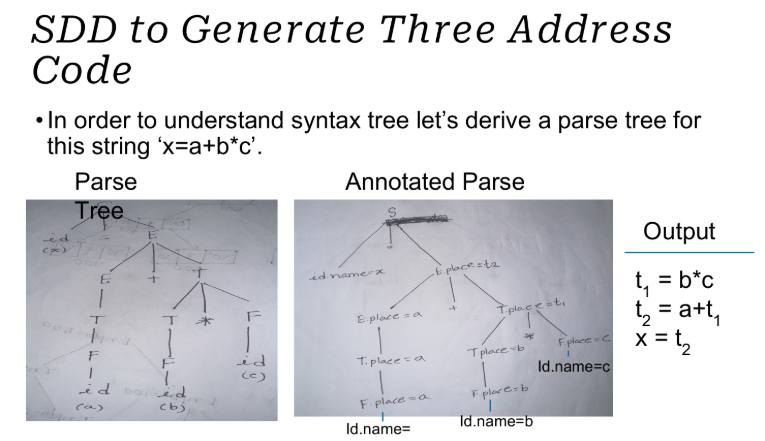 SDD to Generate Three Address
Code
•In order to understand syntax tree let’s derive a parse tree for
this string ‘x=a+b*c’.
Parse
Tree
id = E
(x)
E + T
T T * F
F F id
(c)
id id
(a) (b)
Annotated Parse
S
id.name=x = E.place=t2
E.place=a + T.place=t1
T.place=a T.place=b * F.place=c
Id.name=c
F.place=a F.place=b
Id.name= Id.name=b
Output
t1 = b*c
t2 = a+t1
x = t2